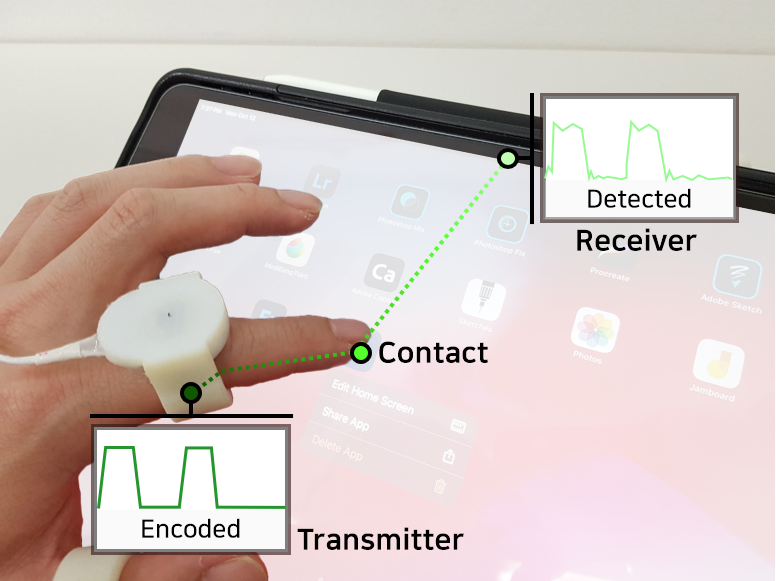 Lr
Photoshop Mix
Photoshop Fix
Detected
Receiver
Procreate
Adobe Sketch
Ca
Sketches
Photos
Jamboard
Contact
Edit Home Screen
Share App
Delete App
Encoded
Transmitter